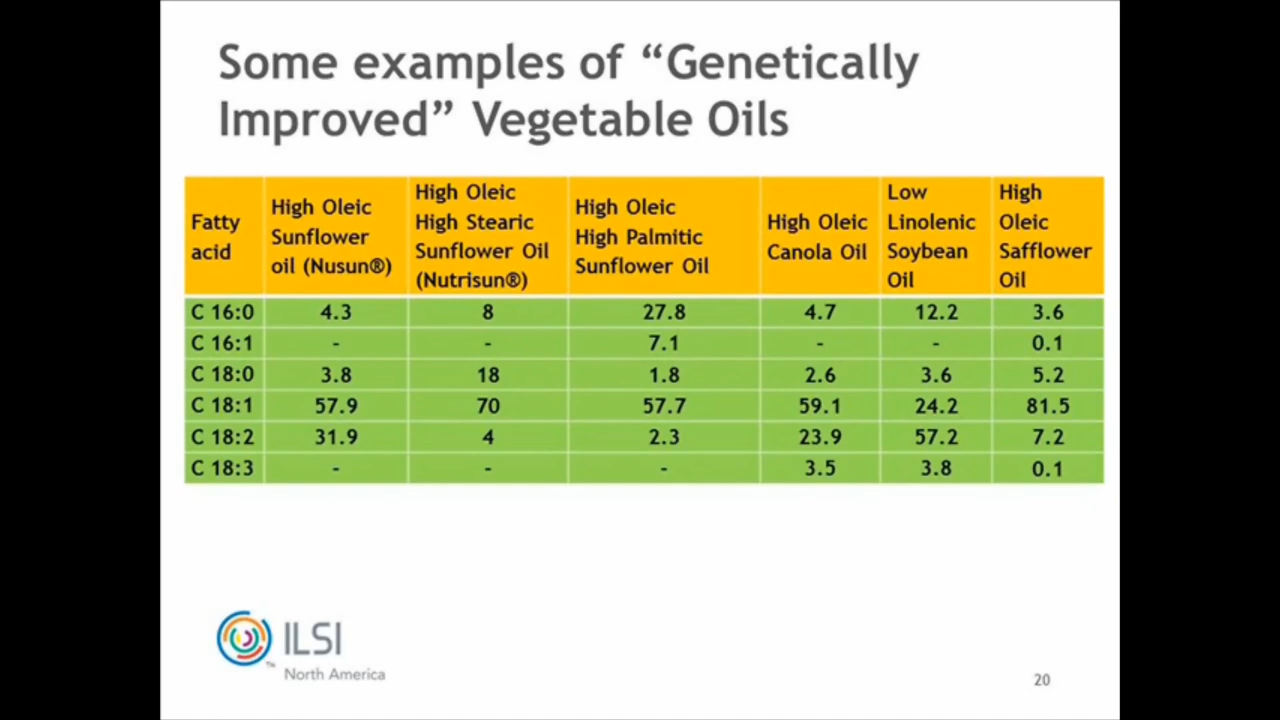 Some examples of “Genetically
Improved” Vegetable Oils
Fatty acid | High Oleic Sunflower oil (Nusun®) | High Oleic High Stearic Sunflower Oil (Nutrisun®) | High Oleic High Palmitic Sunflower Oil | High Oleic Canola Oil | Low Linolenic Soybean Oil | High Oleic Safflower Oil
C 16:0 | 4.3 | 8 | 27.8 | 4.7 | 12.2 | 3.6
C 16:1 | - | - | 7.1 | - | - | 0.1
C 18:0 | 3.8 | 18 | 1.8 | 2.6 | 3.6 | 5.2
C 18:1 | 57.9 | 70 | 57.7 | 59.1 | 24.2 | 81.5
C 18:2 | 31.9 | 4 | 2.3 | 23.9 | 57.2 | 7.2
C 18:3 | - | - | - | 3.5 | 3.8 | 0.1
ILSI
TM
North America
20